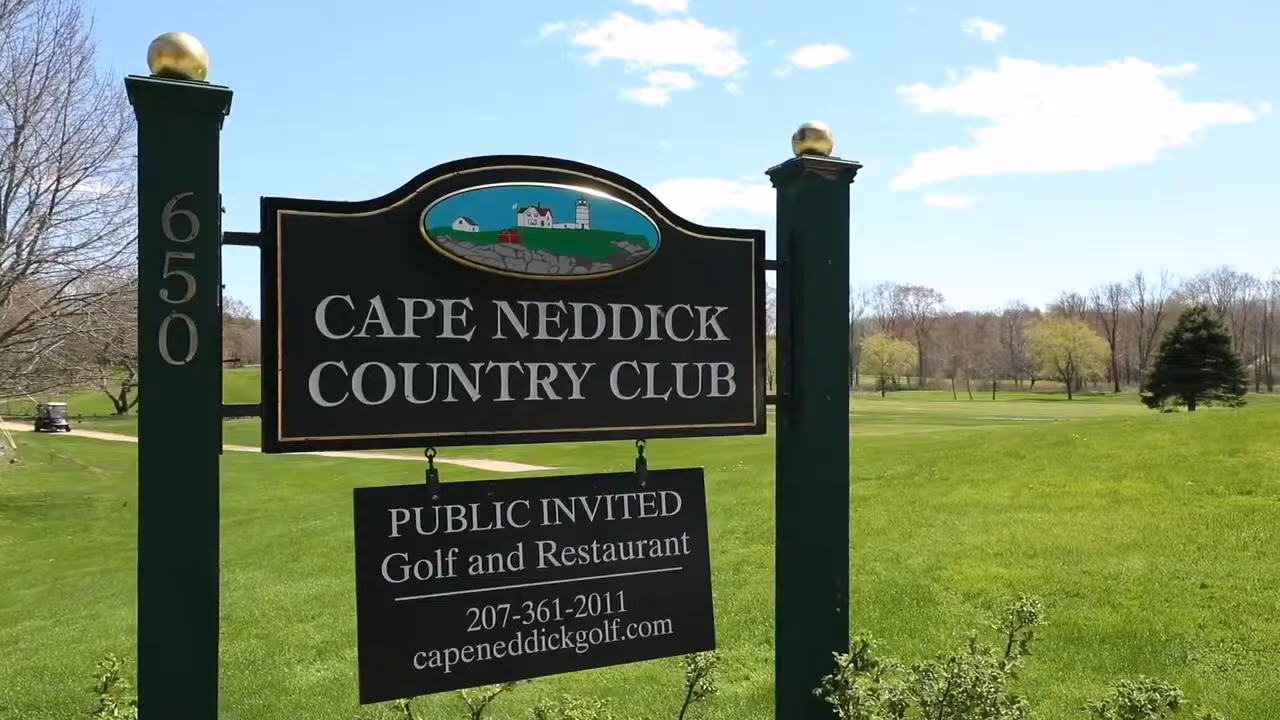 650
CAPE NEDDICK
COUNTRY CLUB
PUBLIC INVITED
Golf and Restaurant
207-361-2011
capeneddickgolf.com